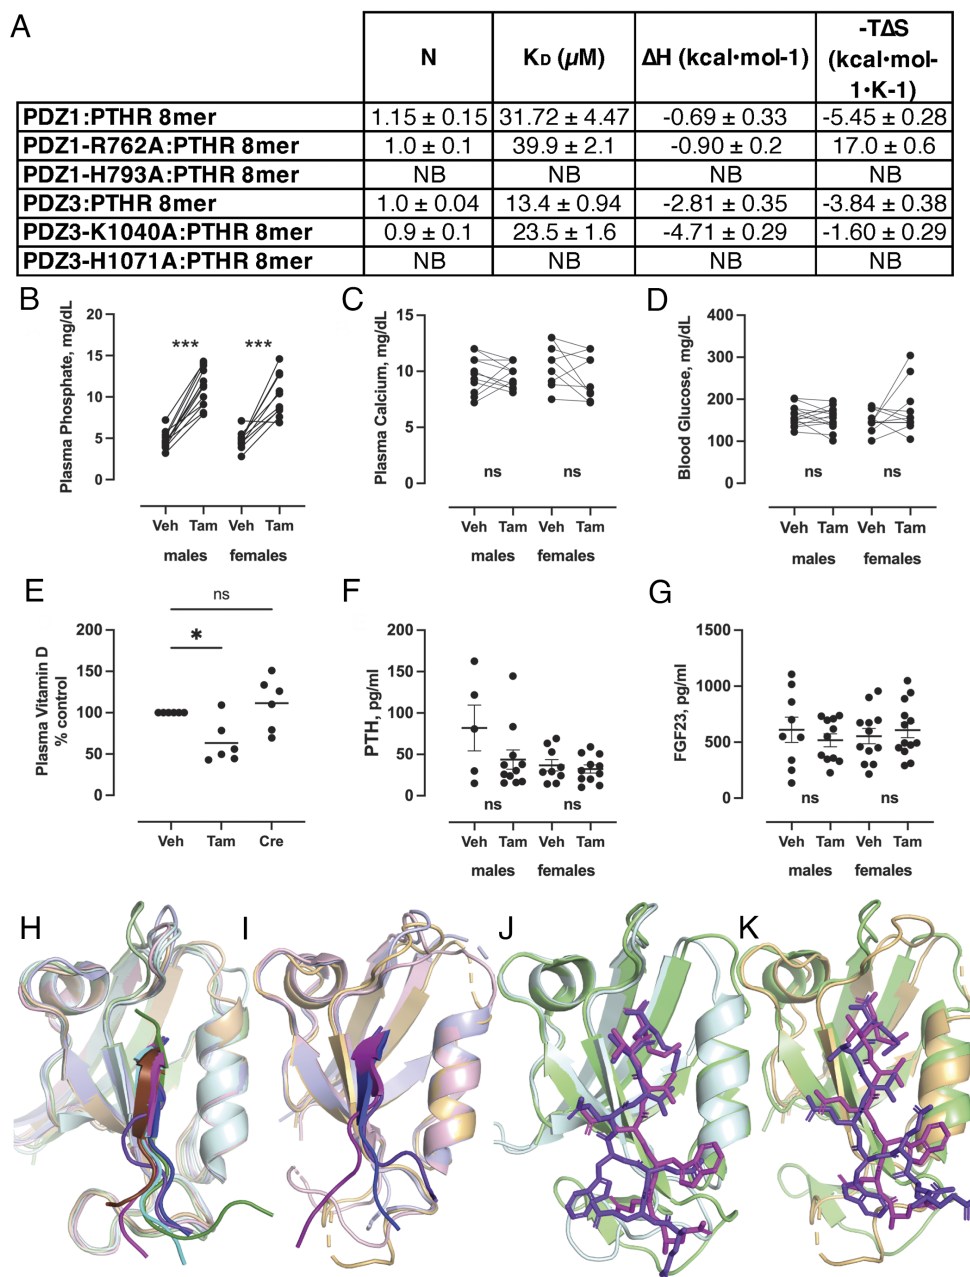 A
N
KD (µM)
ΔH (kcal•mol-1)
-TΔS
(kcal•mol-
1•K-1)
PDZ1:PTHR 8mer 1.15 ± 0.15 31.72 ± 4.47 -0.69 ± 0.33 -5.45 ± 0.28
PDZ1-R762A:PTHR 8mer 1.0 ± 0.1 39.9 ± 2.1 -0.90 ± 0.2 17.0 ± 0.6
PDZ1-H793A:PTHR 8mer NB NB NB NB
PDZ3:PTHR 8mer 1.0 ± 0.04 13.4 ± 0.94 -2.81 ± 0.35 -3.84 ± 0.38
PDZ3-K1040A:PTHR 8mer 0.9 ± 0.1 23.5 ± 1.6 -4.71 ± 0.29 -1.60 ± 0.29
PDZ3-H1071A:PTHR 8mer NB NB NB NB
B
Plasma Phosphate, mg/dL
20
15
10
5
0
*** ***
Veh Tam Veh Tam
males females
C
Plasma Calcium, mg/dL
15
10
5
0
ns ns
Veh Tam Veh Tam
males females
D
Blood Glucose, mg/dL
400
300
200
100
0
ns ns
Veh Tam Veh Tam
males females
E
Plasma Vitamin D
% control
200
150
100
50
0
ns
*
Veh Tam Cre
F
PTH, pg/ml
200
150
100
50
0
ns ns
Veh Tam Veh Tam
males females
G
FGF23, pg/ml
1500
1000
500
0
ns ns
Veh Tam Veh Tam
males females
H
I
J
K